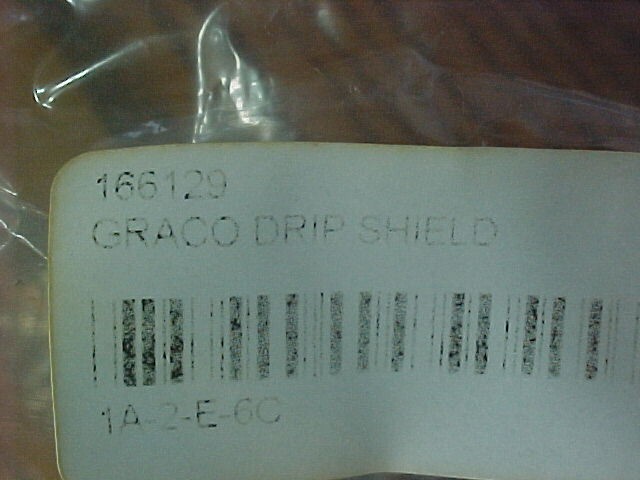 166129
GRACO DRIP SHIELD
1A-2-E-6C